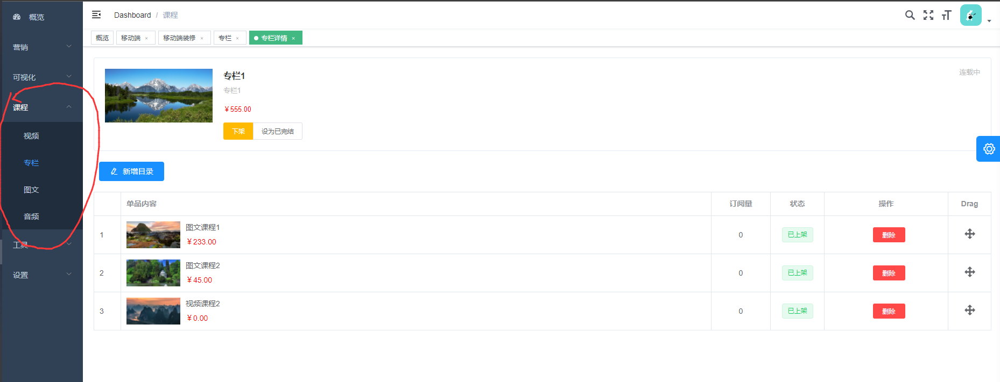 概览
营销
可视化
课程
视频
专栏
图文
音频
工具
设置
Dashboard / 课程
概览 移动端 × 移动端装修 × 专栏 × 专栏详情 ×
专栏1
连载中
专栏1
¥555.00
下架 设为已完结
新增目录
单品内容 订阅量 状态 操作 Drag
1 图文课程1 0 已上架 删除
¥233.00
2 图文课程2 0 已上架 删除
¥45.00
3 视频课程2 0 已上架 删除
¥0.00